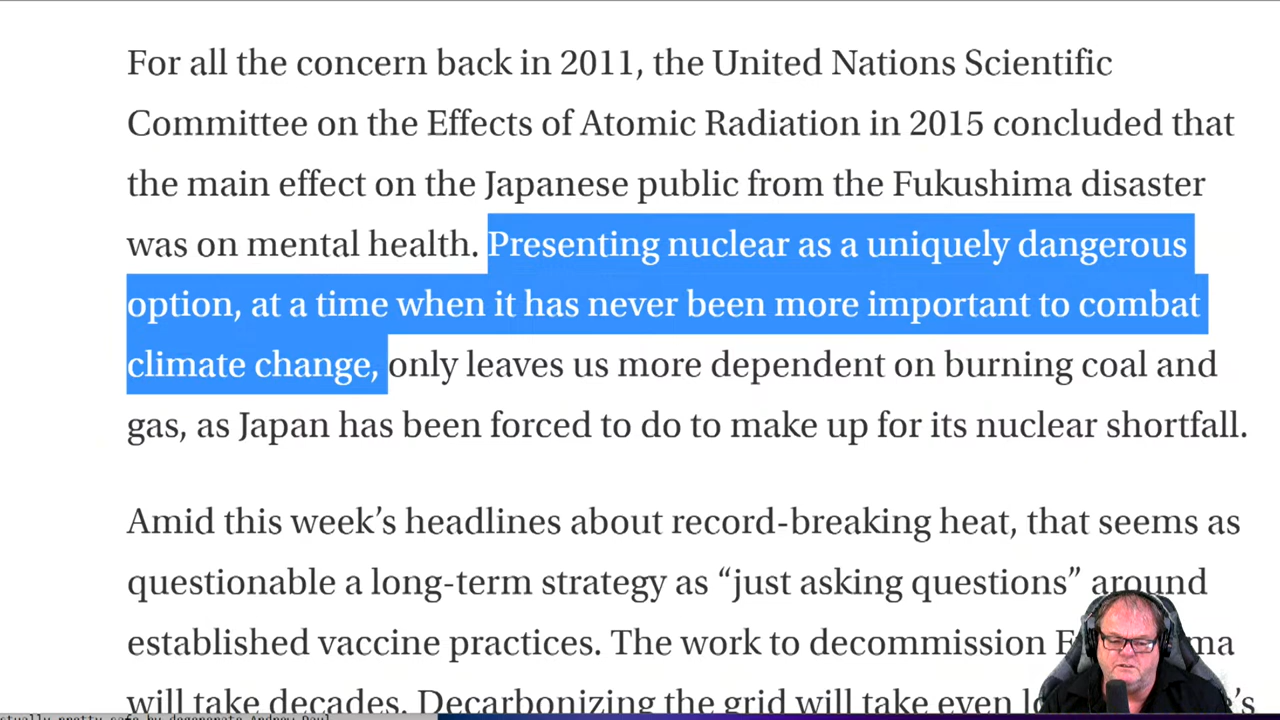 For all the concern back in 2011, the United Nations Scientific
Committee on the Effects of Atomic Radiation in 2015 concluded that
the main effect on the Japanese public from the Fukushima disaster
was on mental health. Presenting nuclear as a uniquely dangerous
option, at a time when it has never been more important to combat
climate change, only leaves us more dependent on burning coal and
gas, as Japan has been forced to do to make up for its nuclear shortfall.
Amid this week’s headlines about record-breaking heat, that seems as
questionable a long-term strategy as “just asking questions” around
established vaccine practices. The work to decommission
will take decades. Decarbonizing the grid will take even
pretty safe by degenerate Andrew Paul